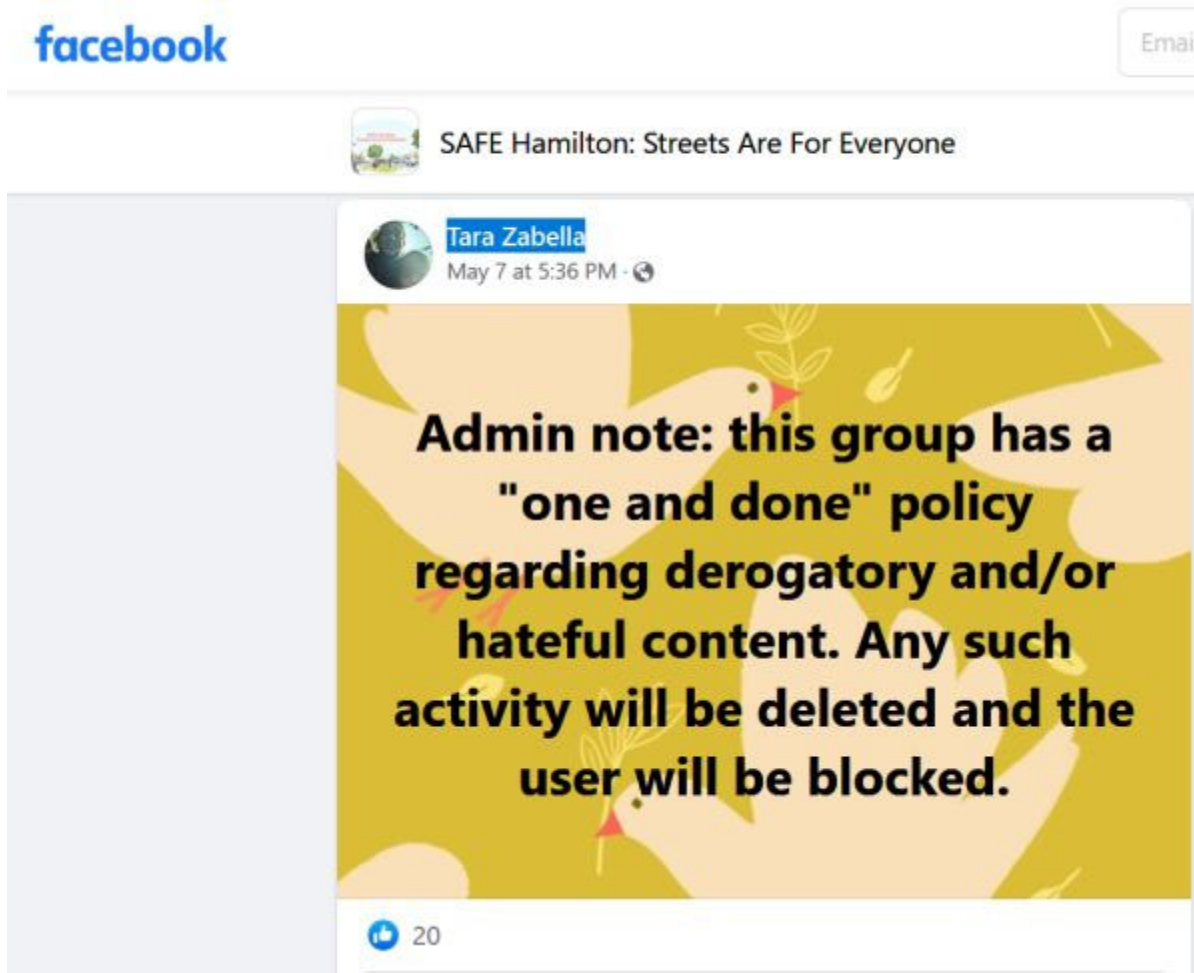 facebook
Emai
SAFE Hamilton: Streets Are For Everyone
Tara Zabella
May 7 at 5:36 PM ·
Admin note: this group has a
"one and done" policy
regarding derogatory and/or
hateful content. Any such
activity will be deleted and the
user will be blocked.
20